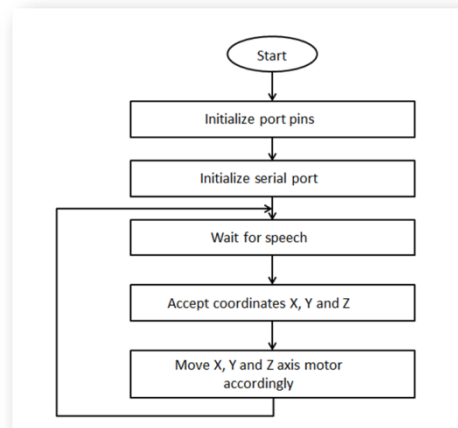 Start
Initialize port pins
Initialize serial port
Wait for speech
Accept coordinates X, Y and Z
Move X, Y and Z axis motor
accordingly